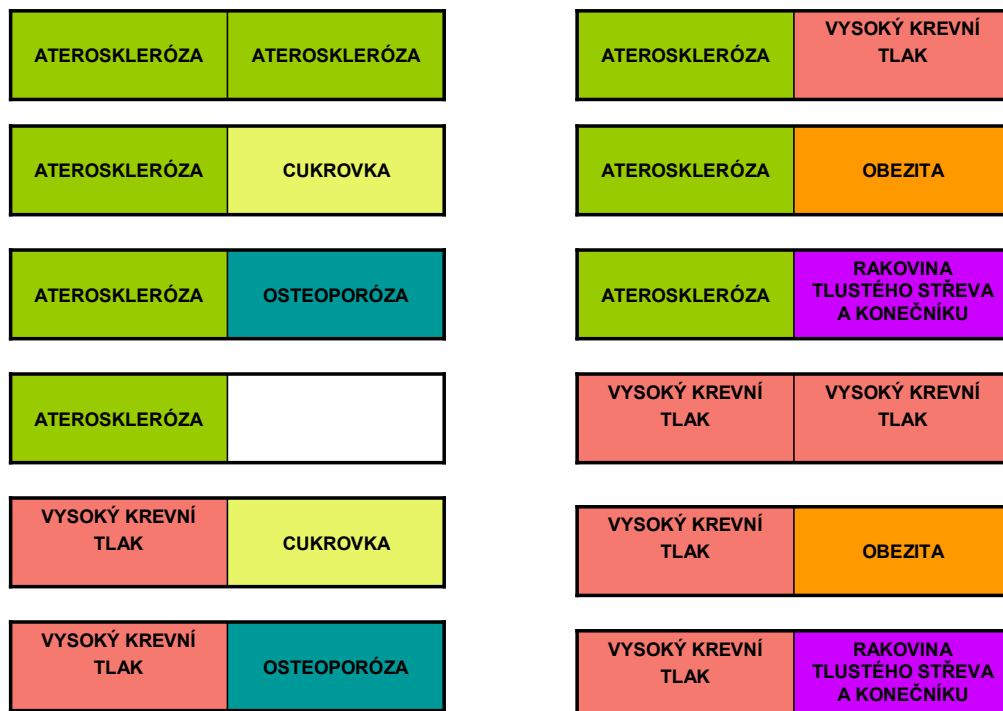 ATEROSKLERÓZA ATEROSKLERÓZA
ATEROSKLERÓZA VYSOKÝ KREVNÍ
TLAK
ATEROSKLERÓZA CUKROVKA
ATEROSKLERÓZA OBEZITA
ATEROSKLERÓZA OSTEOPORÓZA
ATEROSKLERÓZA RAKOVINA
TLUSTÉHO STŘEVA
A KONEČNÍKU
ATEROSKLERÓZA
VYSOKÝ KREVNÍ
TLAK
VYSOKÝ KREVNÍ
TLAK
VYSOKÝ KREVNÍ
TLAK
CUKROVKA
VYSOKÝ KREVNÍ
TLAK
OBEZITA
VYSOKÝ KREVNÍ
TLAK
OSTEOPORÓZA
VYSOKÝ KREVNÍ
TLAK
RAKOVINA
TLUSTÉHO STŘEVA
A KONEČNÍKU